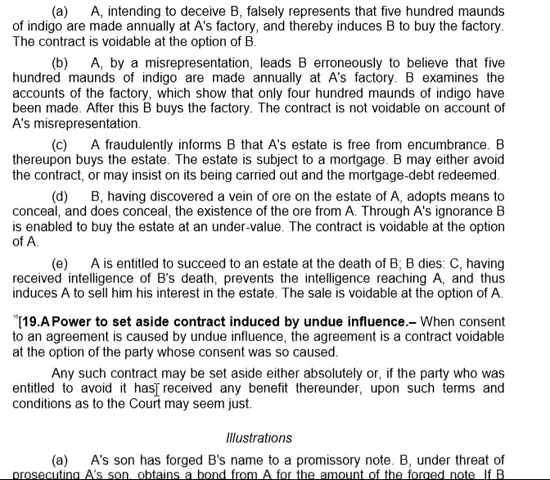 (a) A, intending to deceive B, falsely represents that five hundred maunds
of indigo are made annually at A's factory, and thereby induces B to buy the factory.
The contract is voidable at the option of B.
(b) A, by a misrepresentation, leads B erroneously to believe that five
hundred maunds of indigo are made annually at A's factory. B examines the
accounts of the factory, which show that only four hundred maunds of indigo have
been made. After this B buys the factory. The contract is not voidable on account of
A's misrepresentation.
(c) A fraudulently informs B that A's estate is free from encumbrance. B
thereupon buys the estate. The estate is subject to a mortgage. B may either avoid
the contract, or may insist on its being carried out and the mortgage-debt redeemed.
(d) B, having discovered a vein of ore on the estate of A, adopts means to
conceal, and does conceal, the existence of the ore from A. Through A's ignorance B
is enabled to buy the estate at an under-value. The contract is voidable at the option
of A.
(e) A is entitled to succeed to an estate at the death of B; B dies: C, having
received intelligence of B's death, prevents the intelligence reaching A, and thus
induces A to sell him his interest in the estate. The sale is voidable at the option of A.
[19.A Power to set aside contract induced by undue influence.– When consent
to an agreement is caused by undue influence, the agreement is a contract voidable
at the option of the party whose consent was so caused.
Any such contract may be set aside either absolutely or, if the party who was
entitled to avoid it has received any benefit thereunder, upon such terms and
conditions as to the Court may seem just.
Illustrations
(a) A's son has forged B's name to a promissory note. B, under threat of
prosecuting A's son, obtains a bond from A for the amount of the forged note. If B